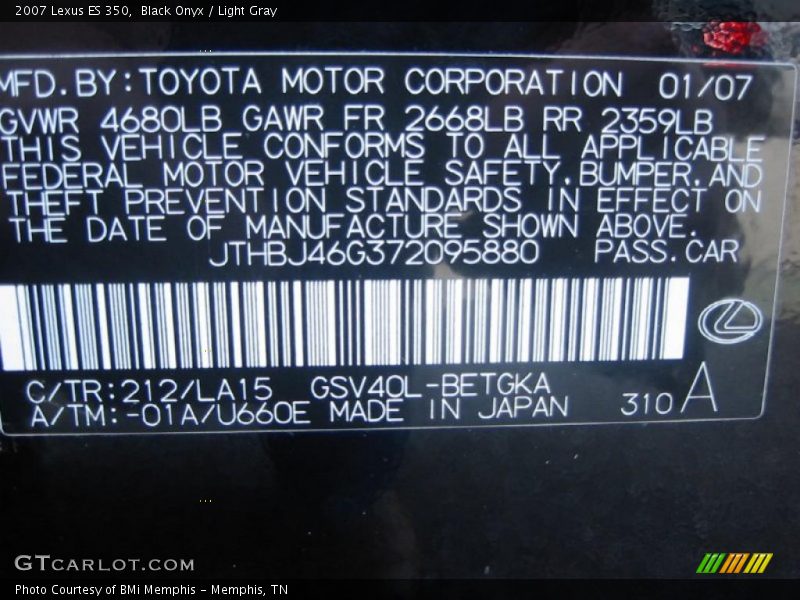 2007 Lexus ES 350, Black Onyx / Light Gray
MFD. BY: TOYOTA MOTOR CORPORATION 01/07
GVWR 4680LB GAWR FR 2668LB RR 2359LB
THIS VEHICLE CONFORMS TO ALL APPLICABLE
FEDERAL MOTOR VEHICLE SAFETY, BUMPER, AND
THEFT PREVENTION STANDARDS IN EFFECT ON
THE DATE OF MANUFACTURE SHOWN ABOVE.
JTHBJ46G372095880 PASS. CAR
C/TR:212/LA15 GSV40L-BETGKA
A/TM:-01A/U660E MADE IN JAPAN 310 A
GTCARLOT.COM
Photo Courtesy of BMi Memphis - Memphis, TN